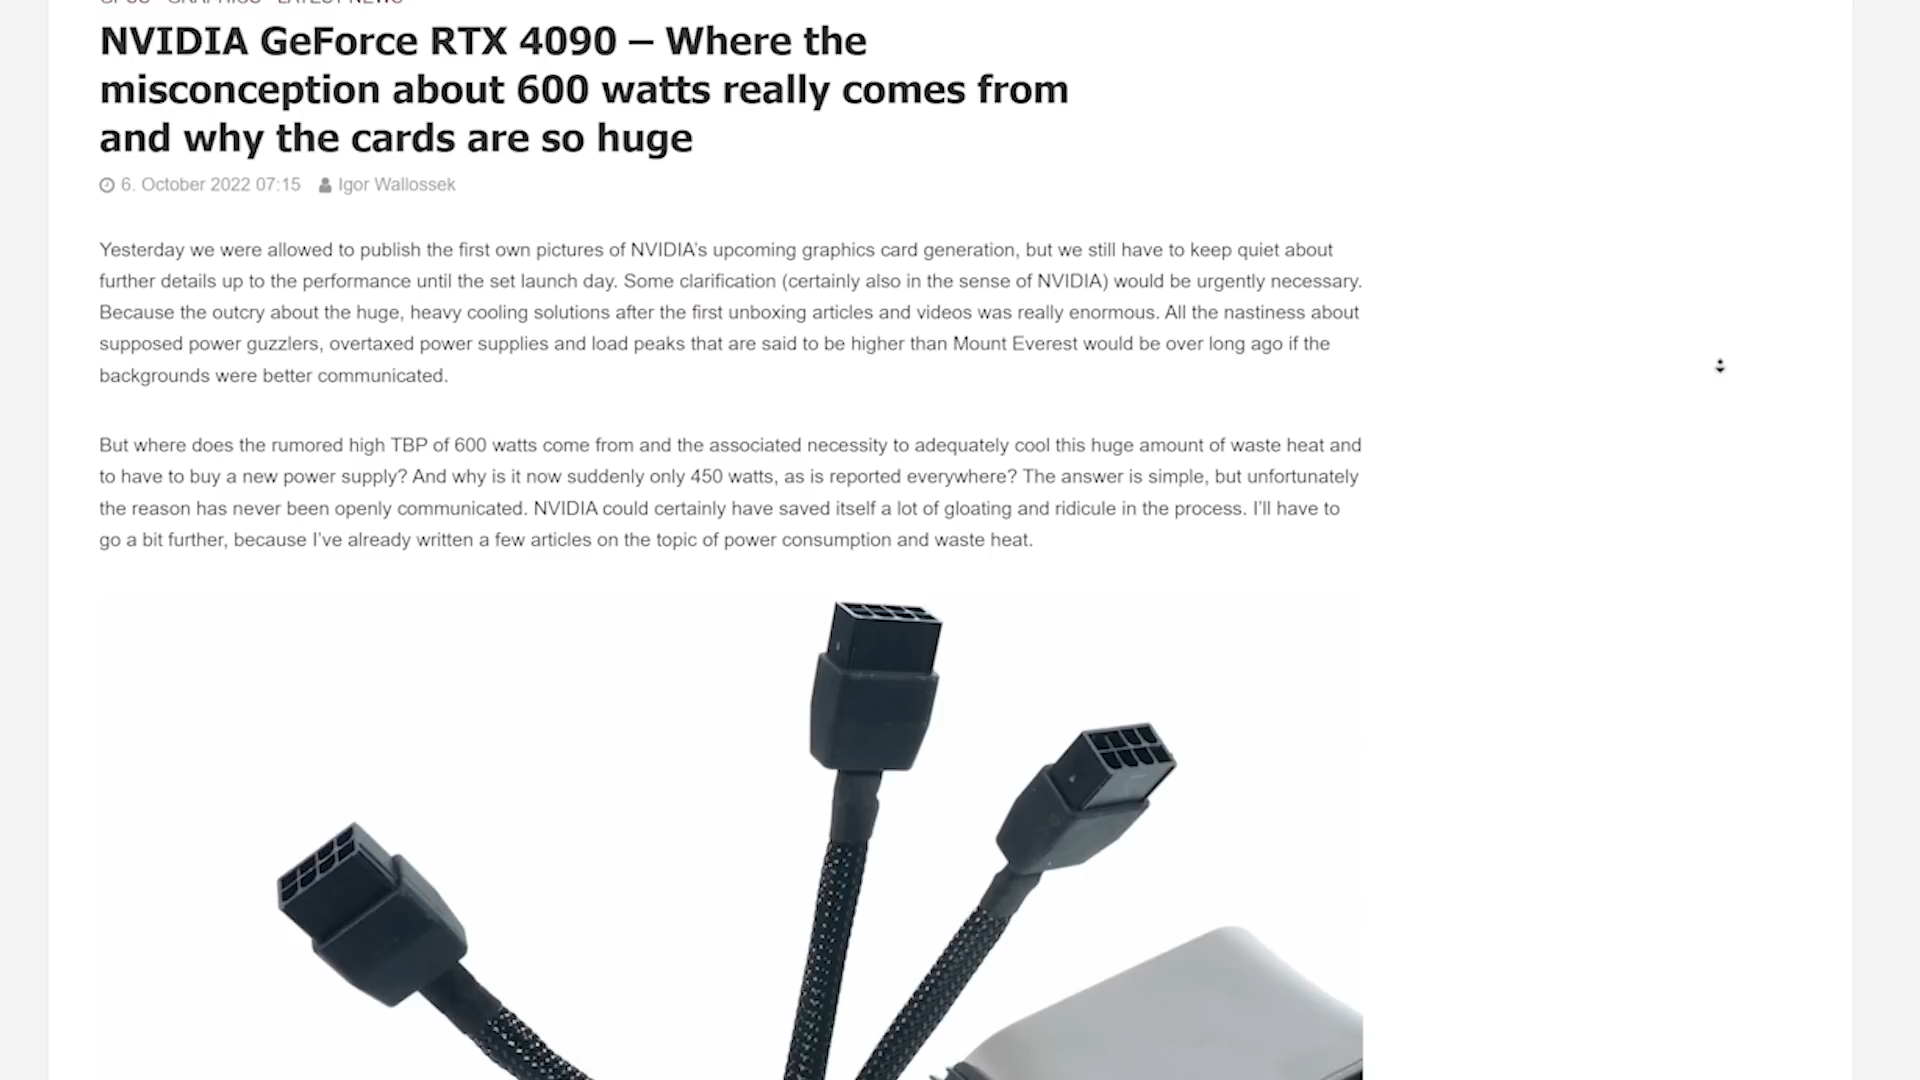 NVIDIA GeForce RTX 4090 – Where the
misconception about 600 watts really comes from
and why the cards are so huge
6. October 2022 07:15 Igor Wallossek
Yesterday we were allowed to publish the first own pictures of NVIDIA's upcoming graphics card generation, but we still have to keep quiet about
further details up to the performance until the set launch day. Some clarification (certainly also in the sense of NVIDIA) would be urgently necessary.
Because the outcry about the huge, heavy cooling solutions after the first unboxing articles and videos was really enormous. All the nastiness about
supposed power guzzlers, overtaxed power supplies and load peaks that are said to be higher than Mount Everest would be over long ago if the
backgrounds were better communicated.
But where does the rumored high TBP of 600 watts come from and the associated necessity to adequately cool this huge amount of waste heat and
to have to buy a new power supply? And why is it now suddenly only 450 watts, as is reported everywhere? The answer is simple, but unfortunately
the reason has never been openly communicated. NVIDIA could certainly have saved itself a lot of gloating and ridicule in the process. I'll have to
go a bit further, because I've already written a few articles on the topic of power consumption and waste heat.